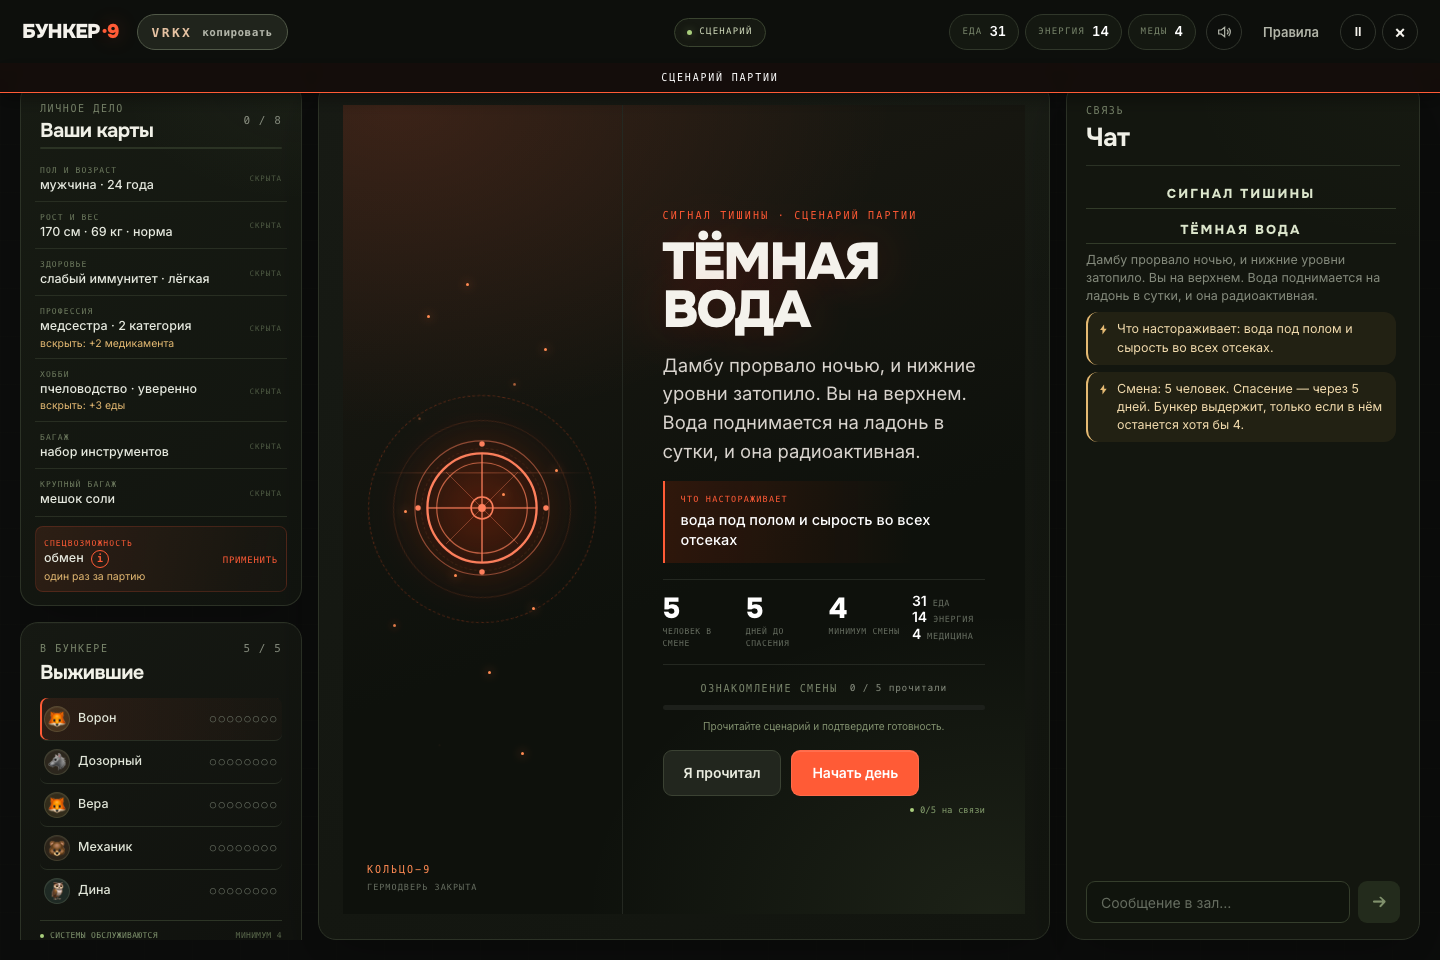 БУНКЕР·9
VRKX копировать
СЦЕНАРИЙ
ЕДА 31
ЭНЕРГИЯ 14
МЕДЫ 4
Правила
СЦЕНАРИЙ ПАРТИИ
ЛИЧНОЕ ДЕЛО
Ваши карты
0 / 8
ПОЛ И ВОЗРАСТ
мужчина · 24 года
СКРЫТА
РОСТ И ВЕС
170 см · 69 кг · норма
СКРЫТА
ЗДОРОВЬЕ
слабый иммунитет · лёгкая
СКРЫТА
ПРОФЕССИЯ
медсестра · 2 категория
вскрыть: +2 медикамента
СКРЫТА
ХОББИ
пчеловодство · уверенно
вскрыть: +3 еды
СКРЫТА
БАГАЖ
набор инструментов
СКРЫТА
КРУПНЫЙ БАГАЖ
мешок соли
СКРЫТА
СПЕЦВОЗМОЖНОСТЬ
обмен i
один раз за партию
ПРИМЕНИТЬ
В БУНКЕРЕ
5 / 5
Выжившие
Ворон
Дозорный
Вера
Механик
Дина
СИСТЕМЫ ОБСЛУЖИВАЮТСЯ
МИНИМУМ 4
КОЛЬЦО–9
ГЕРМОДВЕРЬ ЗАКРЫТА
СИГНАЛ ТИШИНЫ · СЦЕНАРИЙ ПАРТИИ
ТЁМНАЯ
ВОДА
Дамбу прорвало ночью, и нижние
уровни затопило. Вы на верхнем.
Вода поднимается на ладонь в
сутки, и она радиоактивная.
ЧТО НАСТОРАЖИВАЕТ
вода под полом и сырость во всех
отсеках
5
ЧЕЛОВЕК В
СМЕНЕ
5
ДНЕЙ ДО
СПАСЕНИЯ
4
МИНИМУМ СМЕНЫ
31 ЕДА
14 ЭНЕРГИЯ
4 МЕДИЦИНА
ОЗНАКОМЛЕНИЕ СМЕНЫ 0 / 5 прочитали
Прочитайте сценарий и подтвердите готовность.
Я прочитал
Начать день
0/5 на связи
СВЯЗЬ
Чат
СИГНАЛ ТИШИНЫ
ТЁМНАЯ ВОДА
Дамбу прорвало ночью, и нижние уровни
затопило. Вы на верхнем. Вода поднимается на
ладонь в сутки, и она радиоактивная.
Что настораживает: вода под полом и
сырость во всех отсеках.
Смена: 5 человек. Спасение — через 5
дней. Бункер выдержит, только если в нём
останется хотя бы 4.
Сообщение в зал...